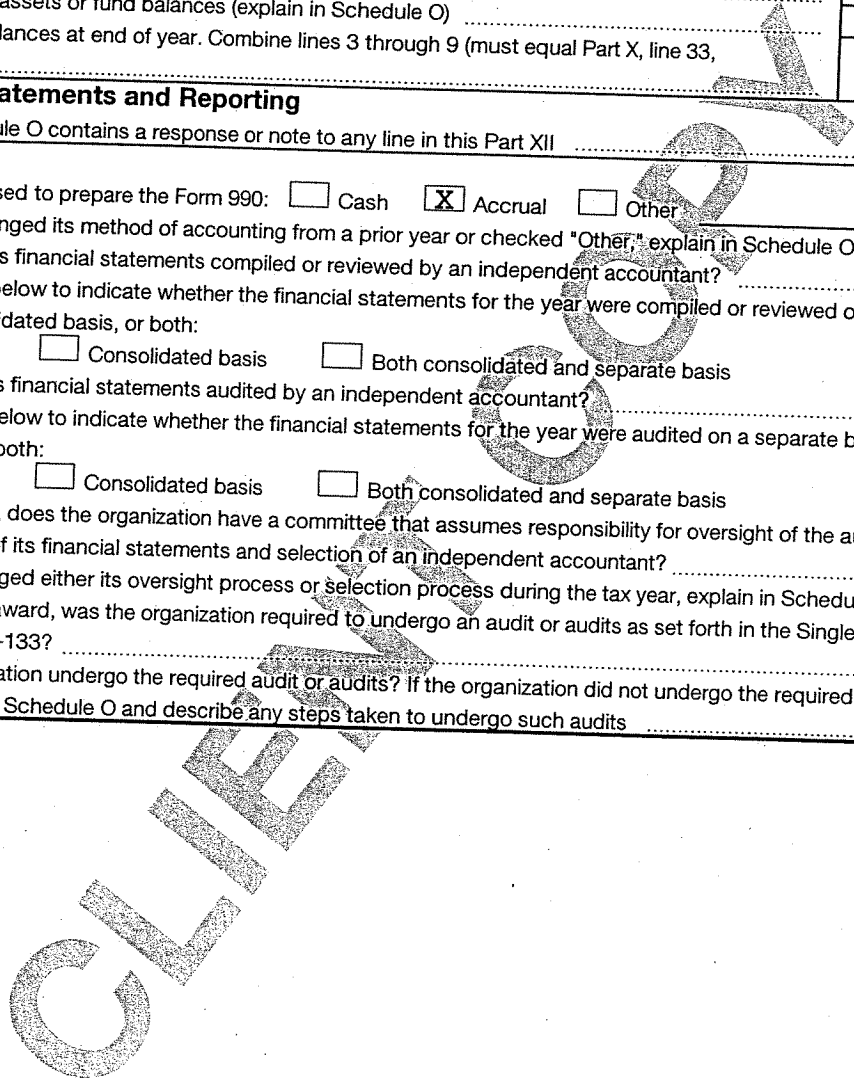 assets or fund balances (explain in Schedule O)
lances at end of year. Combine lines 3 through 9 (must equal Part X, line 33,
atements and Reporting
ule O contains a response or note to any line in this Part XII
sed to prepare the Form 990: Cash X Accrual Other
nged its method of accounting from a prior year or checked "Other," explain in Schedule O
s financial statements compiled or reviewed by an independent accountant?
elow to indicate whether the financial statements for the year were compiled or reviewed o
dated basis, or both:
Consolidated basis Both consolidated and separate basis
s financial statements audited by an independent accountant?
elow to indicate whether the financial statements for the year were audited on a separate b
both:
Consolidated basis Both consolidated and separate basis
, does the organization have a committee that assumes responsibility for oversight of the a
f its financial statements and selection of an independent accountant?
ged either its oversight process or selection process during the tax year, explain in Schedu
ward, was the organization required to undergo an audit or audits as set forth in the Single
-133?
ation undergo the required audit or audits? If the organization did not undergo the required
Schedule O and describe any steps taken to undergo such audits
CLIENT COPY